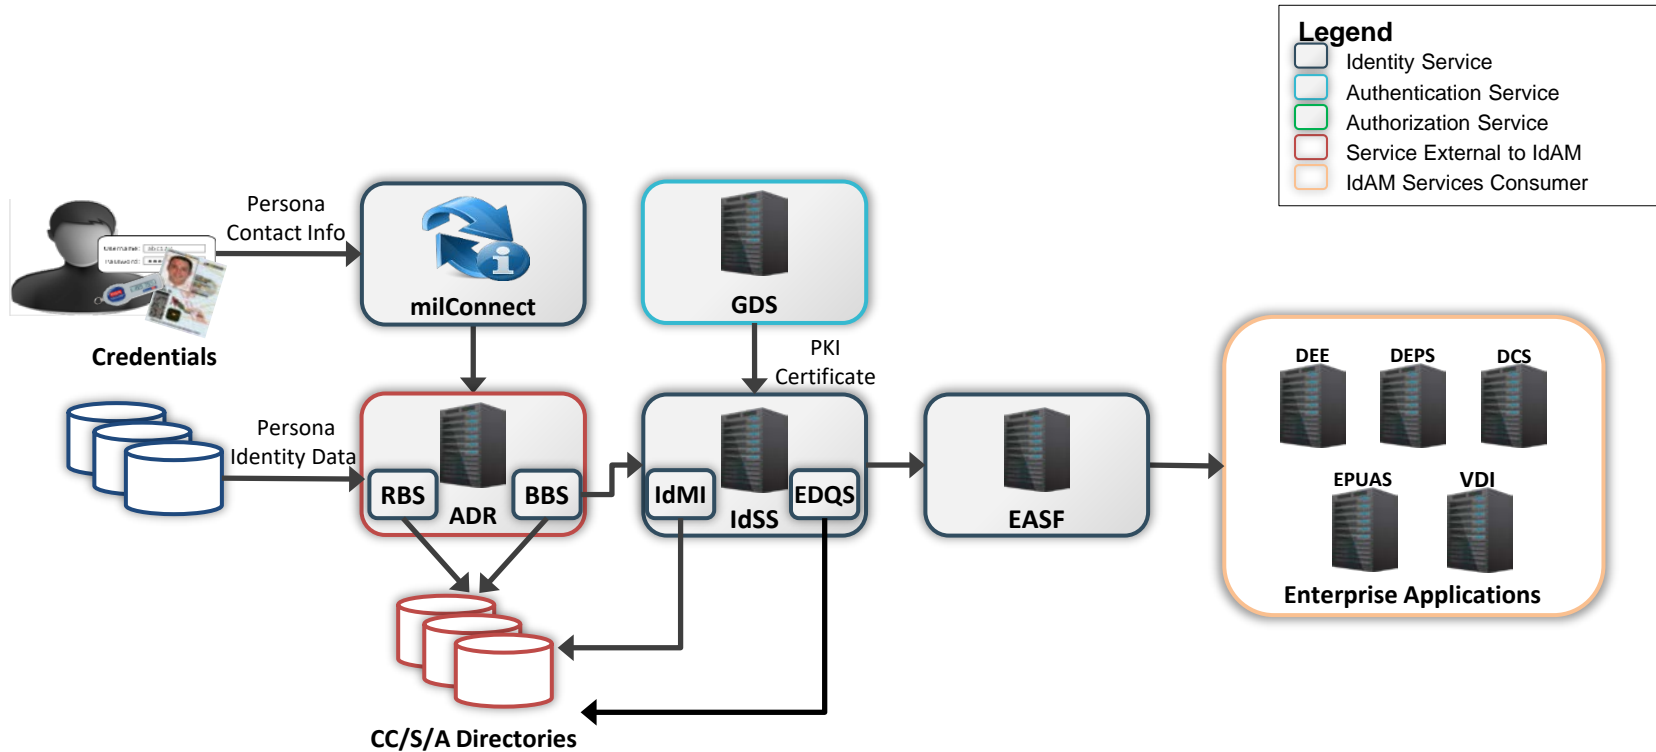 Legend
Identity Service
Authentication Service
Authorization Service
Service External to IdAM
IdAM Services Consumer
Persona
Contact Info
Username:
Password:
milConnect
GDS
Credentials
PKI
Certificate
DEE
DEPS
DCS
Persona
Identity Data
RBS
BBS
ADR
IdMI
EDQS
IdSS
EASF
EPUAS
VDI
Enterprise Applications
CC/S/A Directories